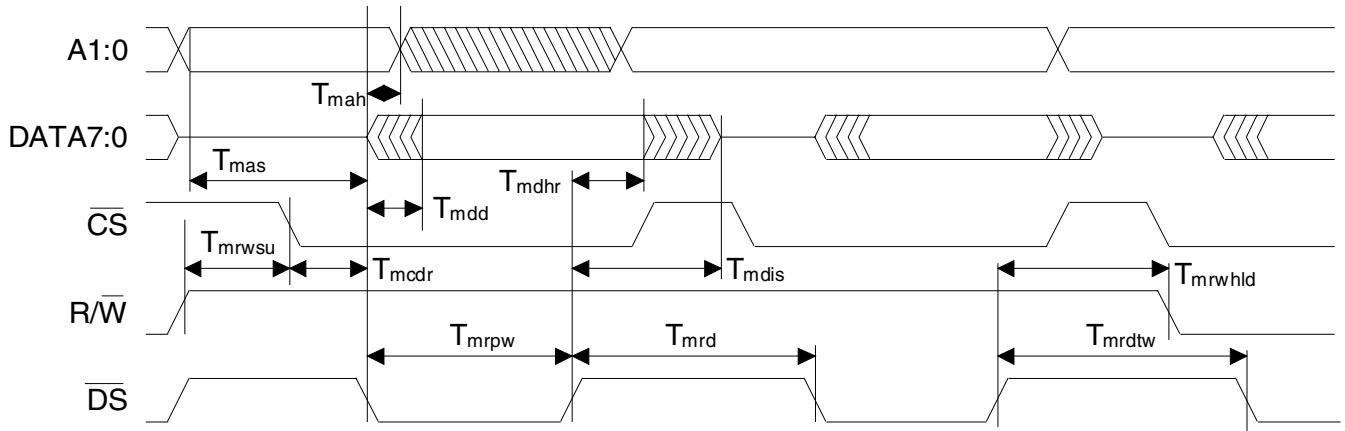 A1:0
Tmah
DATA7:0
Tmas
Tmdhr
Tmdd
CS
Tmrwsu
Tmcdr
Tmdis
Tmrwhld
R/W
Tmrpw
Tmrd
Tmrdtw
DS